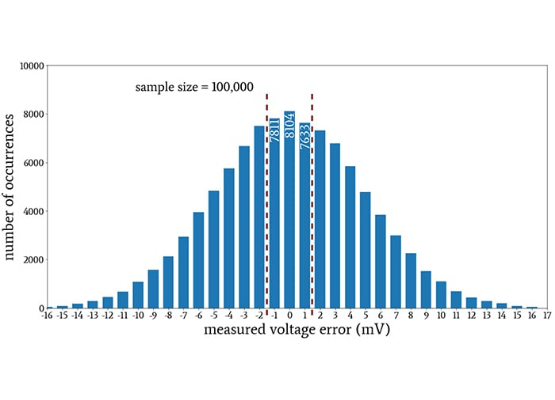 sample size = 100,000
number of occurrences
10000
8000
6000
4000
2000
0
7811
8104
7633
-16 -15 -14 -13 -12 -11 -10 -9 -8 -7 -6 -5 -4 -3 -2 -1 0 1 2 3 4 5 6 7 8 9 10 11 12 13 14 15 16 17
measured voltage error (mV)